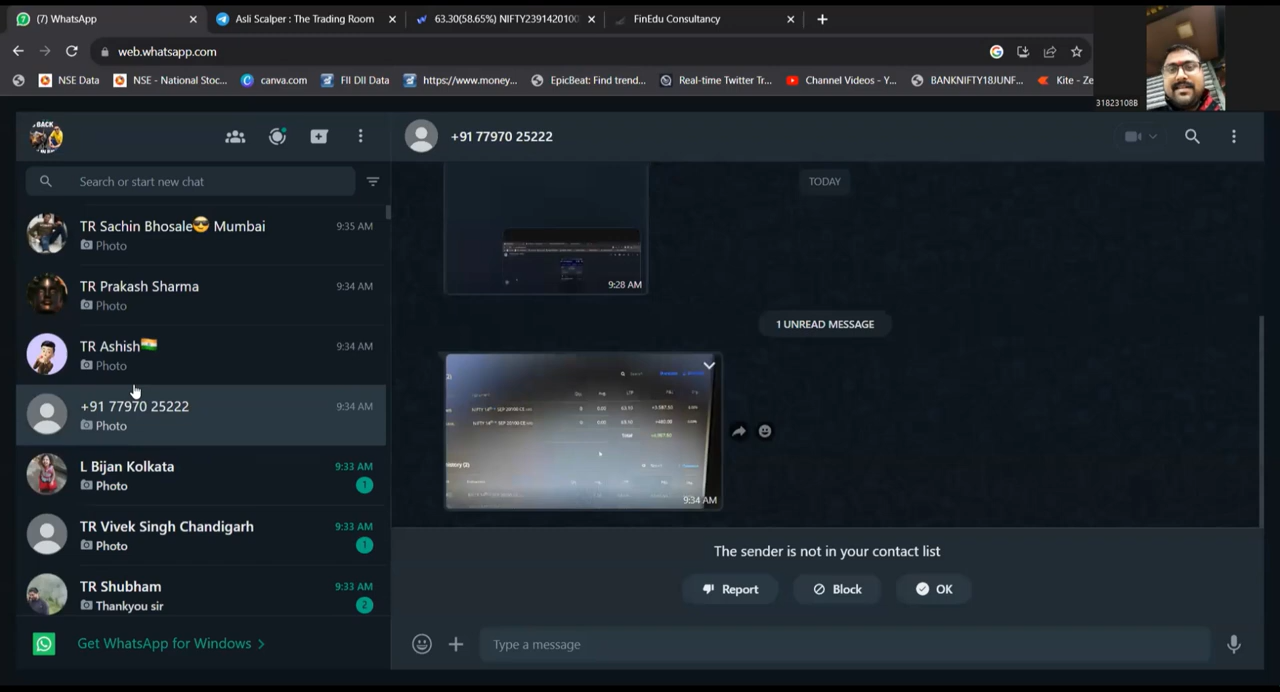 (7) WhatsApp
Asli Scalper : The Trading Room
63.30(58.65%) NIFTY2391420100
FinEdu Consultancy
web.whatsapp.com
NSE Data
NSE - National Stoc...
canva.com
FII DII Data
https://www.money...
EpicBeat: Find trend...
Real-time Twitter Tr...
Channel Videos - Y...
BANKNIFTY18JUNF...
Kite - Ze
318231088
BACK
+91 77970 25222
Search or start new chat
TODAY
TR Sachin Bhosale😎 Mumbai
9:35 AM
Photo
9:28 AM
TR Prakash Sharma
9:34 AM
Photo
1 UNREAD MESSAGE
TR Ashish🇮🇳
9:34 AM
Photo
+91 77970 25222
9:34 AM
Photo
Total
9:34 AM
L Bijan Kolkata
9:33 AM
Photo
1
TR Vivek Singh Chandigarh
9:33 AM
Photo
1
The sender is not in your contact list
Report
Block
OK
TR Shubham
9:33 AM
Thankyou sir
2
Get WhatsApp for Windows
Type a message